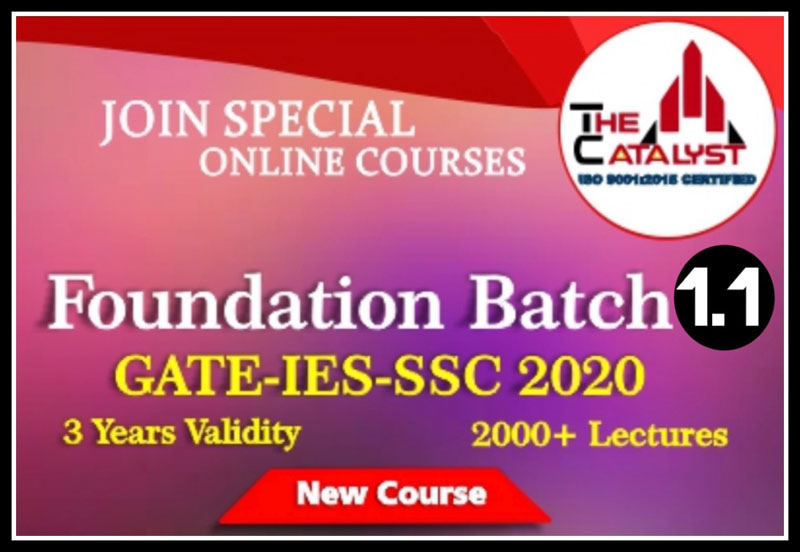 JOIN SPECIAL
ONLINE COURSES
THE
CATALYST
ISO 9001:2015 CERTIFIED
Foundation Batch 1.1
GATE-IES-SSC 2020
3 Years Validity
2000+ Lectures
New Course